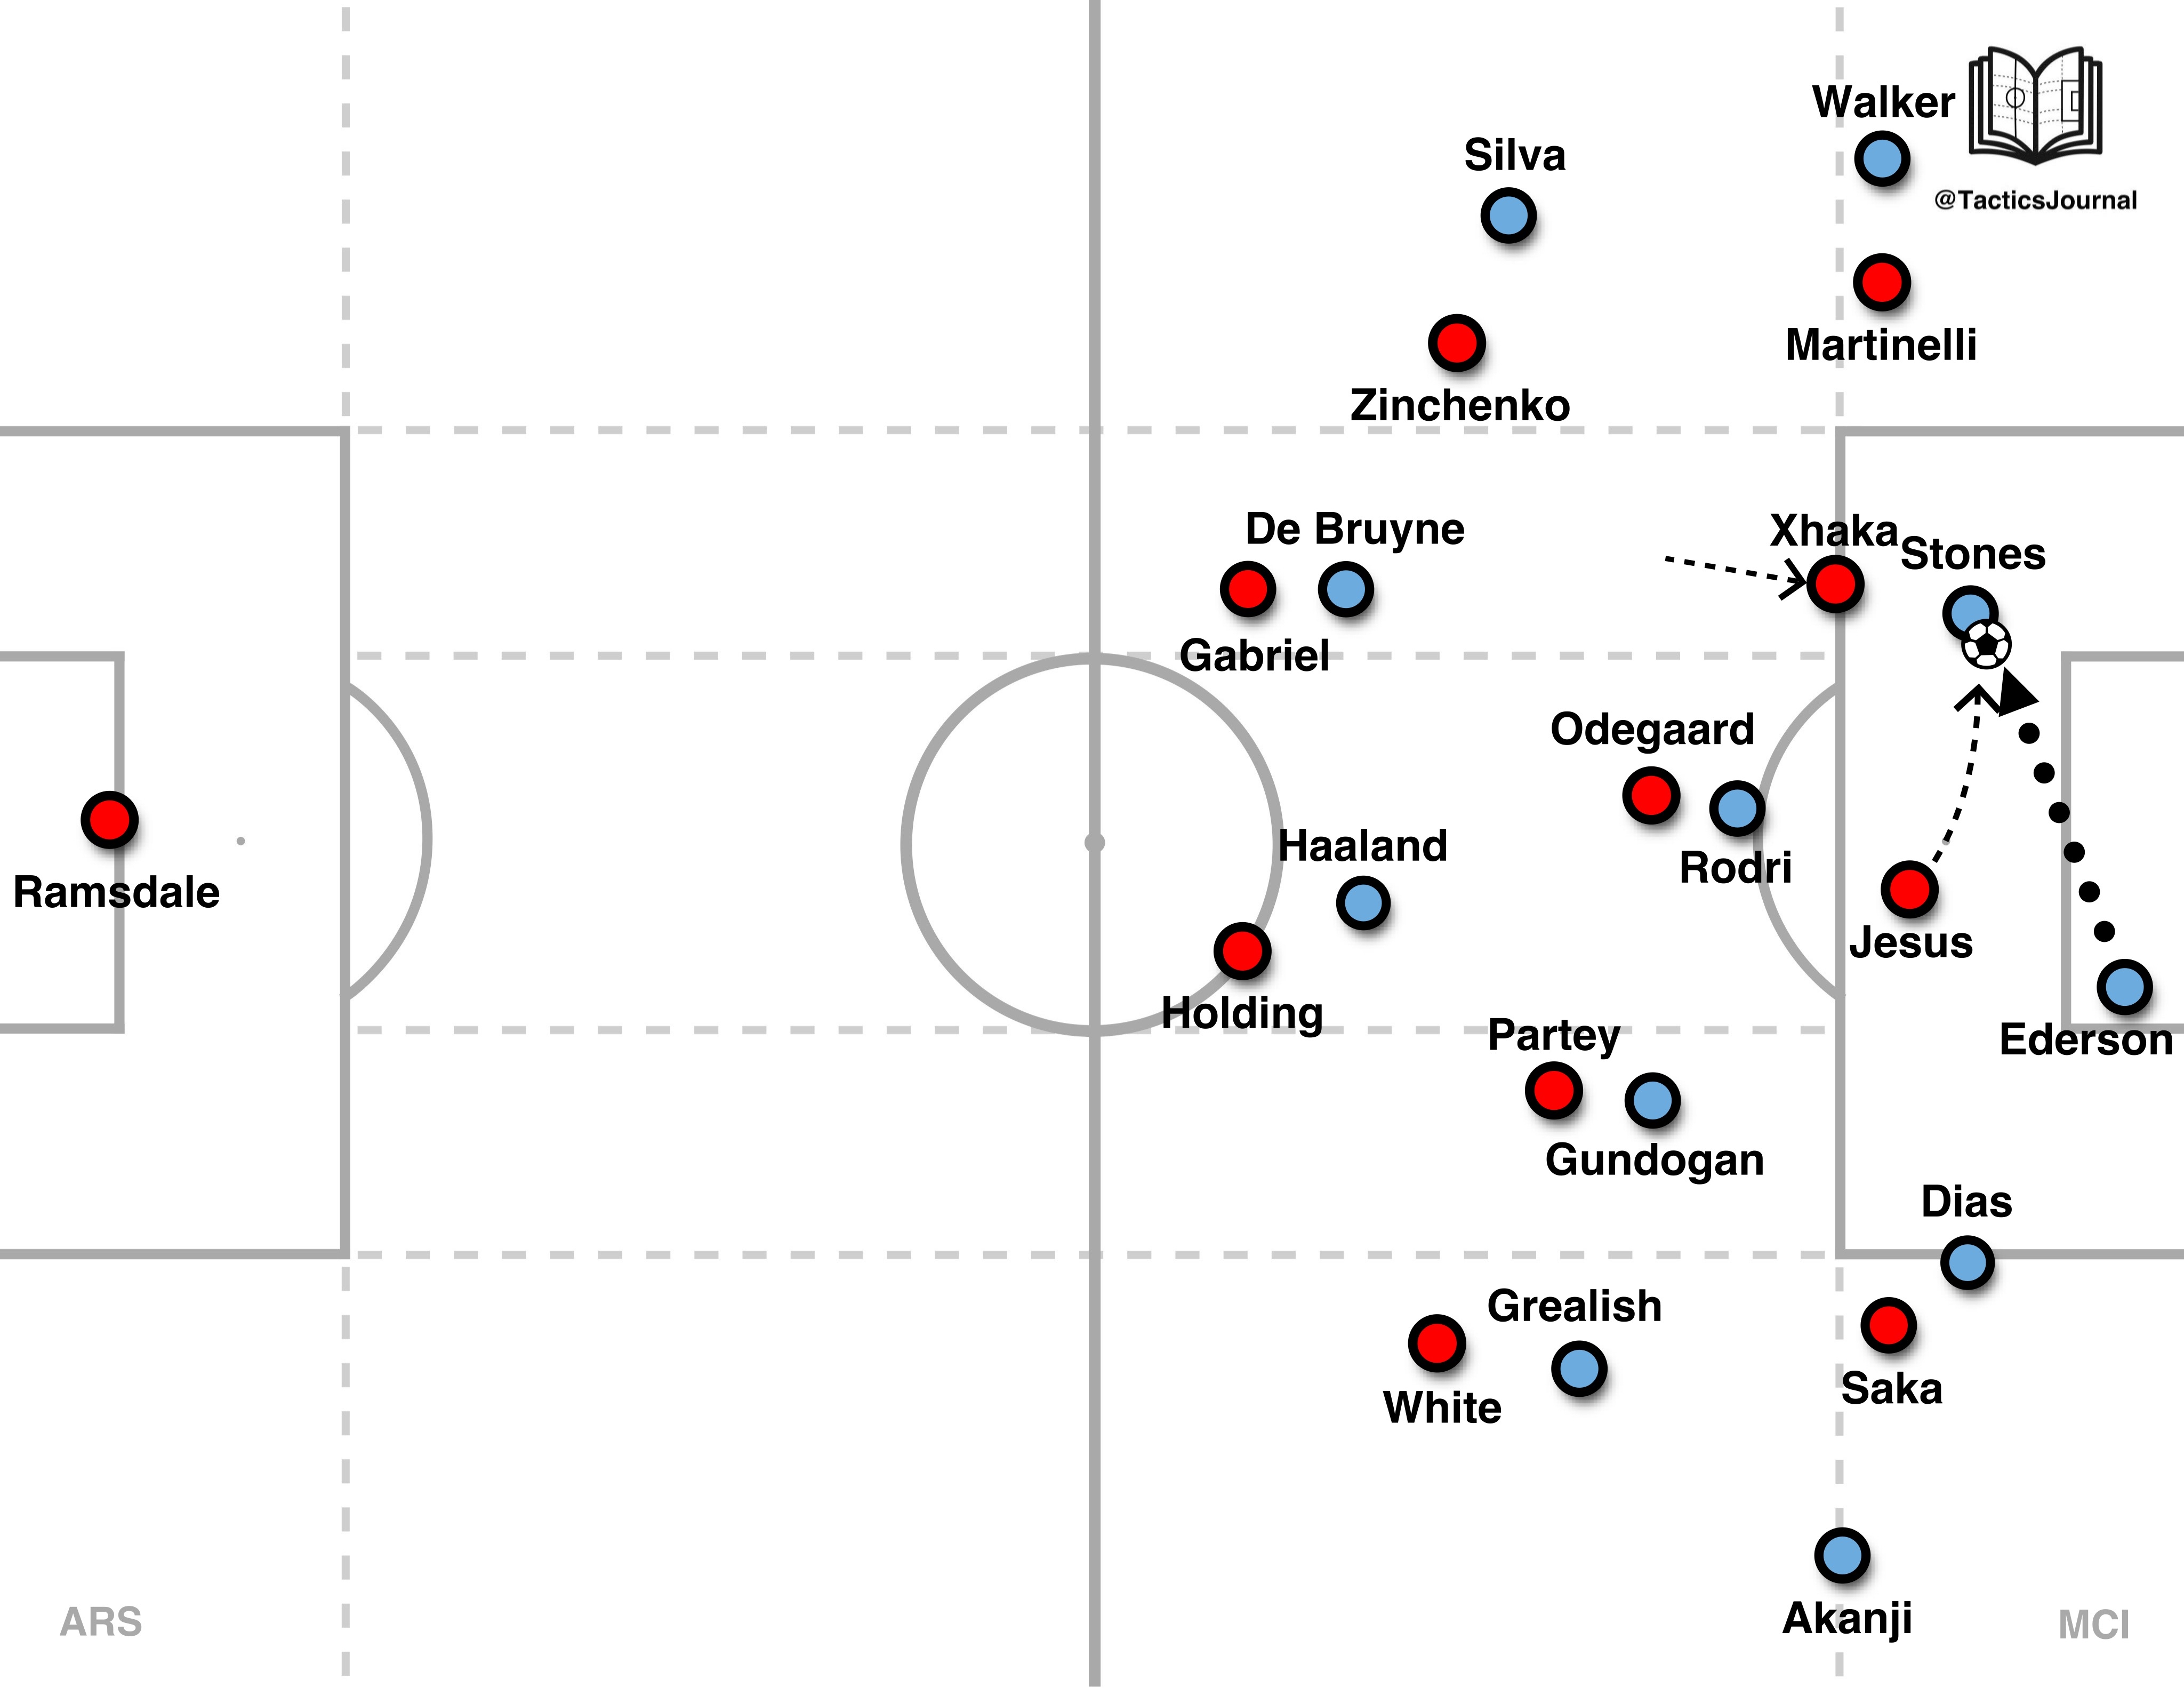 Walker
@TacticsJournal
Silva
Martinelli
Zinchenko
De Bruyne
Xhaka
Stones
Gabriel
Odegaard
Haaland
Rodri
Ramsdale
Jesus
Holding
Partey
Ederson
Gundogan
Dias
Grealish
Saka
White
Akanji
ARS
MCI